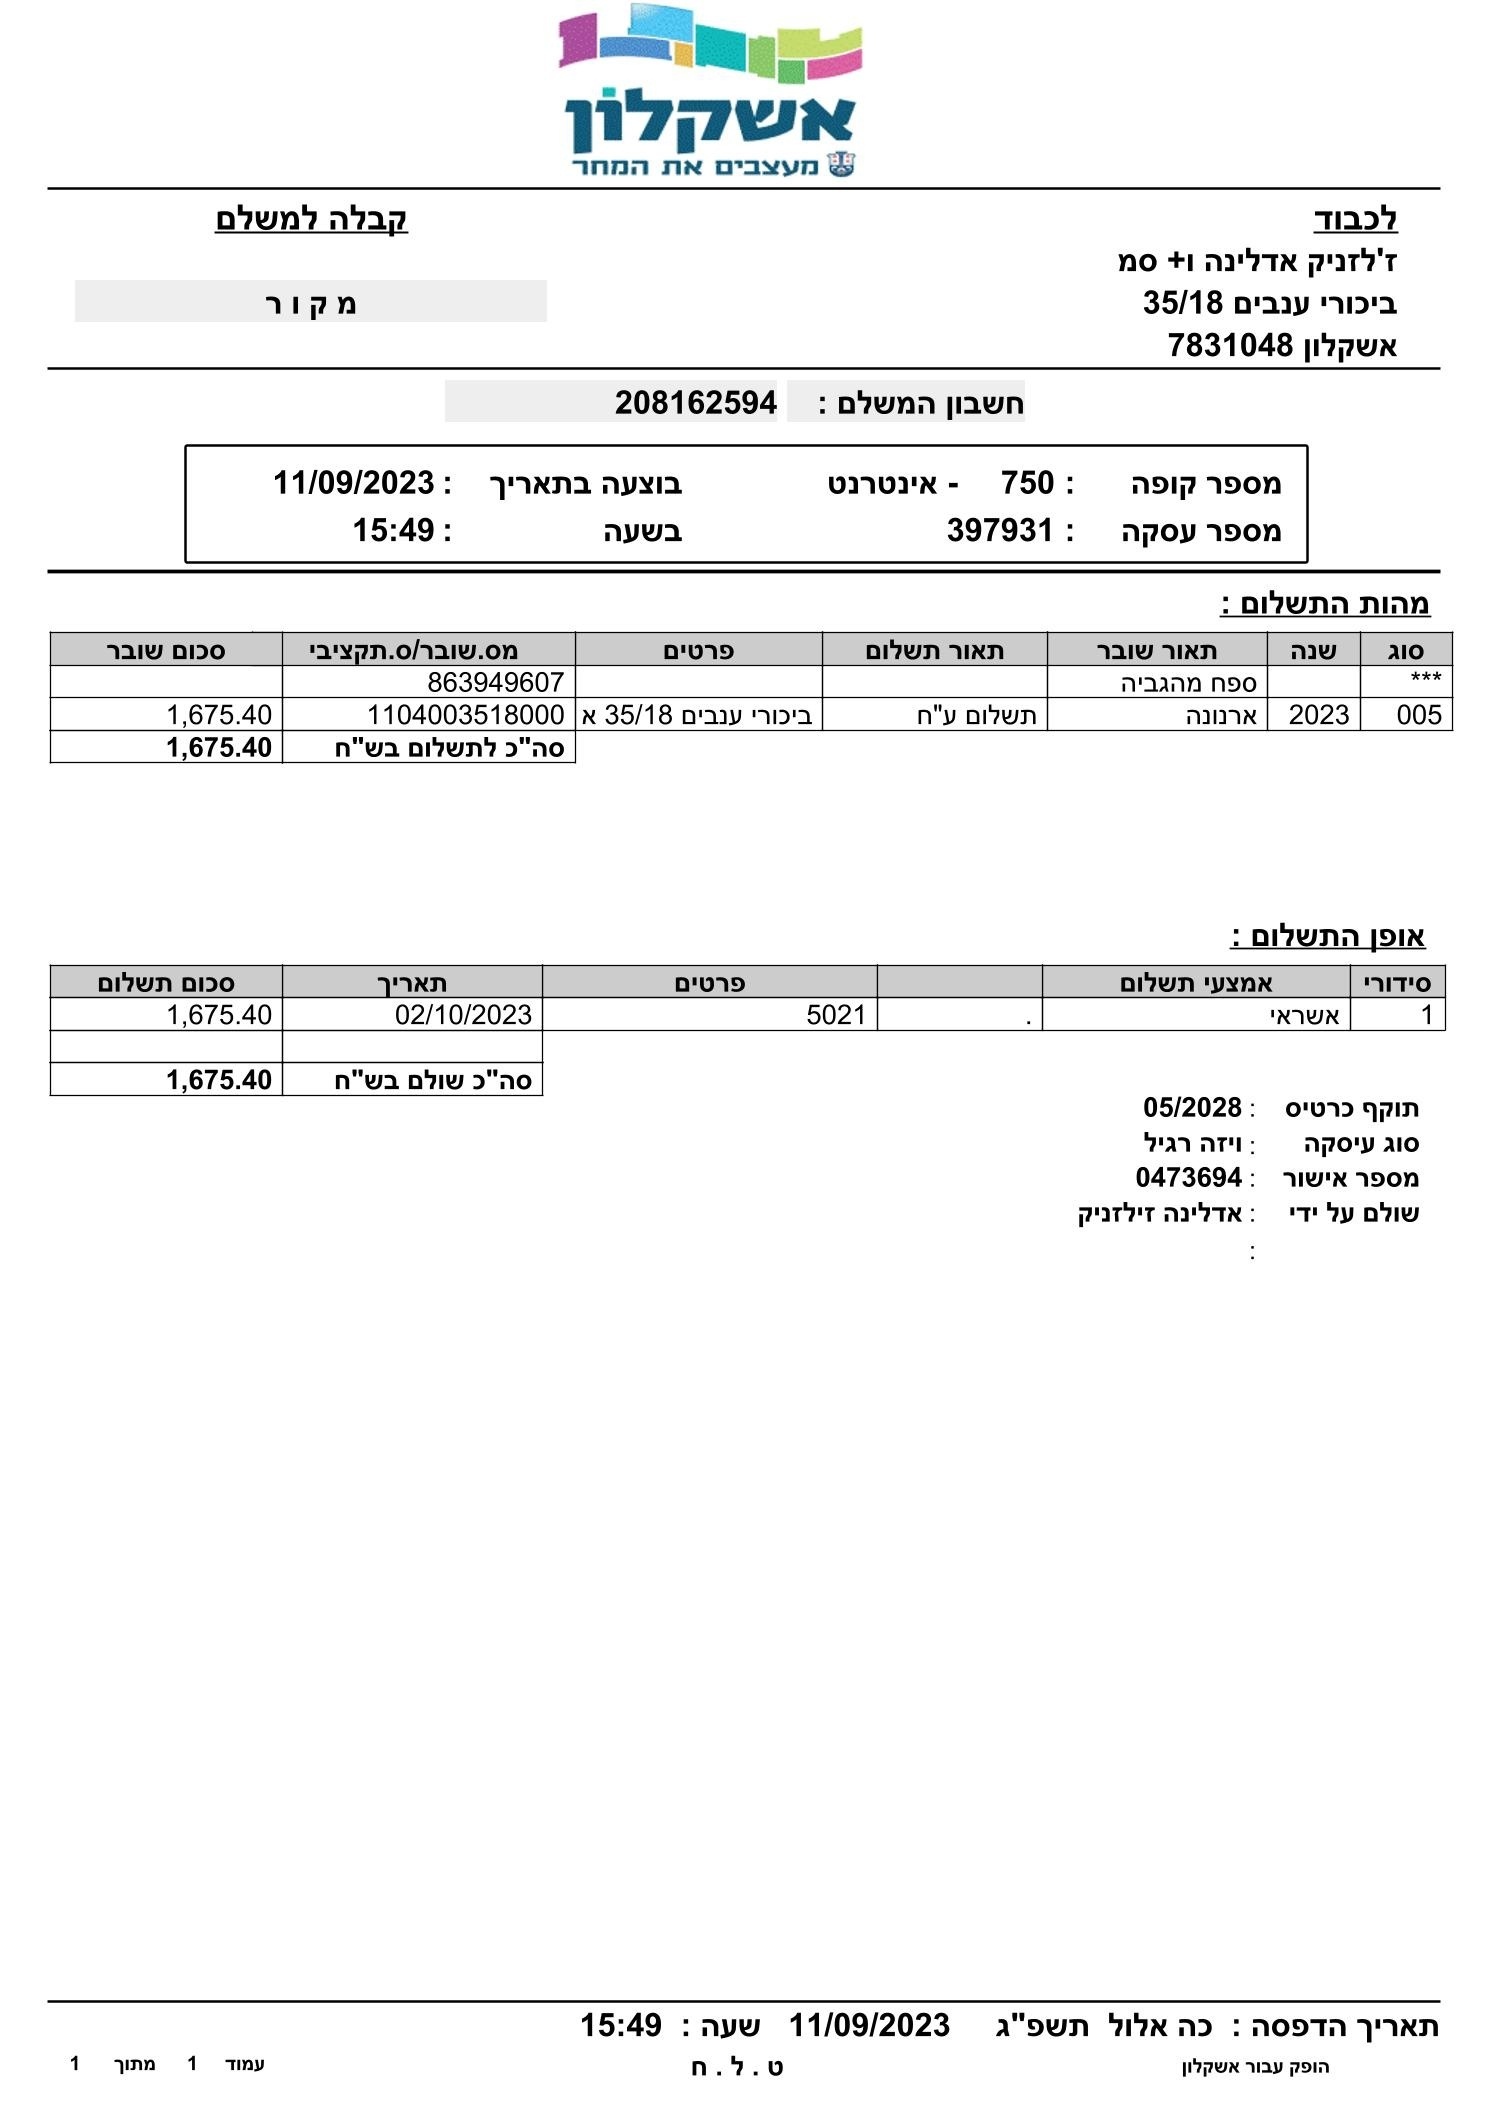 אשקלון
מעצבים את המחר
לכבוד
קבלה למשלם
ז'לזניק אדלינה ו+ סמ
ביכורי ענבים 35/18
מ ק ו ר
אשקלון 7831048
חשבון המשלם : 208162594
מספר קופה : 750 - אינטרנט בוצעה בתאריך : 11/09/2023
מספר עסקה : 397931 בשעה : 15:49
מהות התשלום :
סוג שנה תאור שובר תאור תשלום פרטים מס.שובר/ס.תקציבי סכום שובר
*** ספח מהגביה 863949607
005 2023 ארנונה תשלום ע"ח ביכורי ענבים 35/18 א 1104003518000 1,675.40
סה"כ לתשלום בש"ח 1,675.40
אופן התשלום :
סידורי אמצעי תשלום פרטים תאריך סכום תשלום
1 אשראי . 5021 02/10/2023 1,675.40
סה"כ שולם בש"ח 1,675.40
תוקף כרטיס : 05/2028
סוג עיסקה : ויזה רגיל
מספר אישור : 0473694
שולם על ידי : אדלינה זילזניק
:
תאריך הדפסה : כה אלול תשפ"ג 11/09/2023 שעה : 15:49
הופק עבור אשקלון ט . ל . ח עמוד 1 מתוך 1